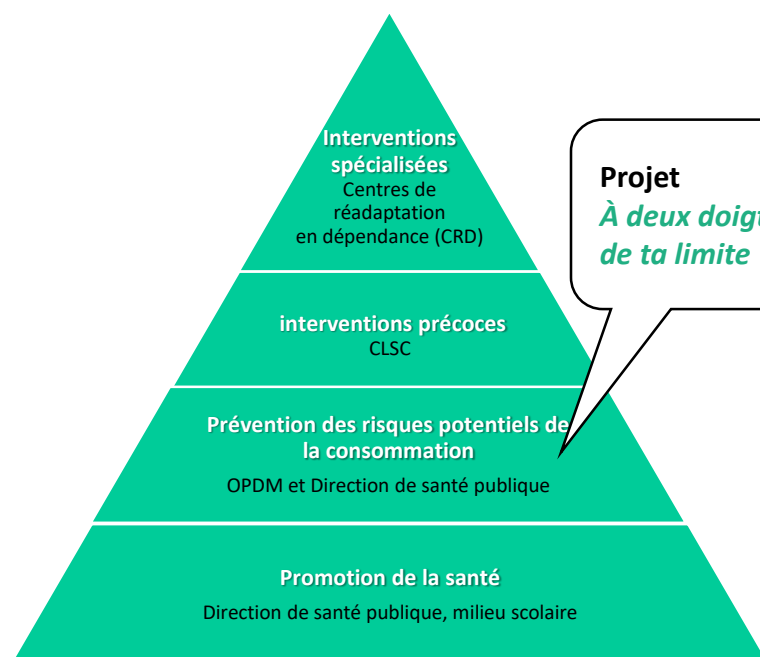 Interventions
spécialisées
Centres de
réadaptation
en dépendance (CRD)
Projet
À deux doigt
de ta limite
interventions précoces
CLSC
Prévention des risques potentiels de
la consommation
OPDM et Direction de santé publique
Promotion de la santé
Direction de santé publique, milieu scolaire